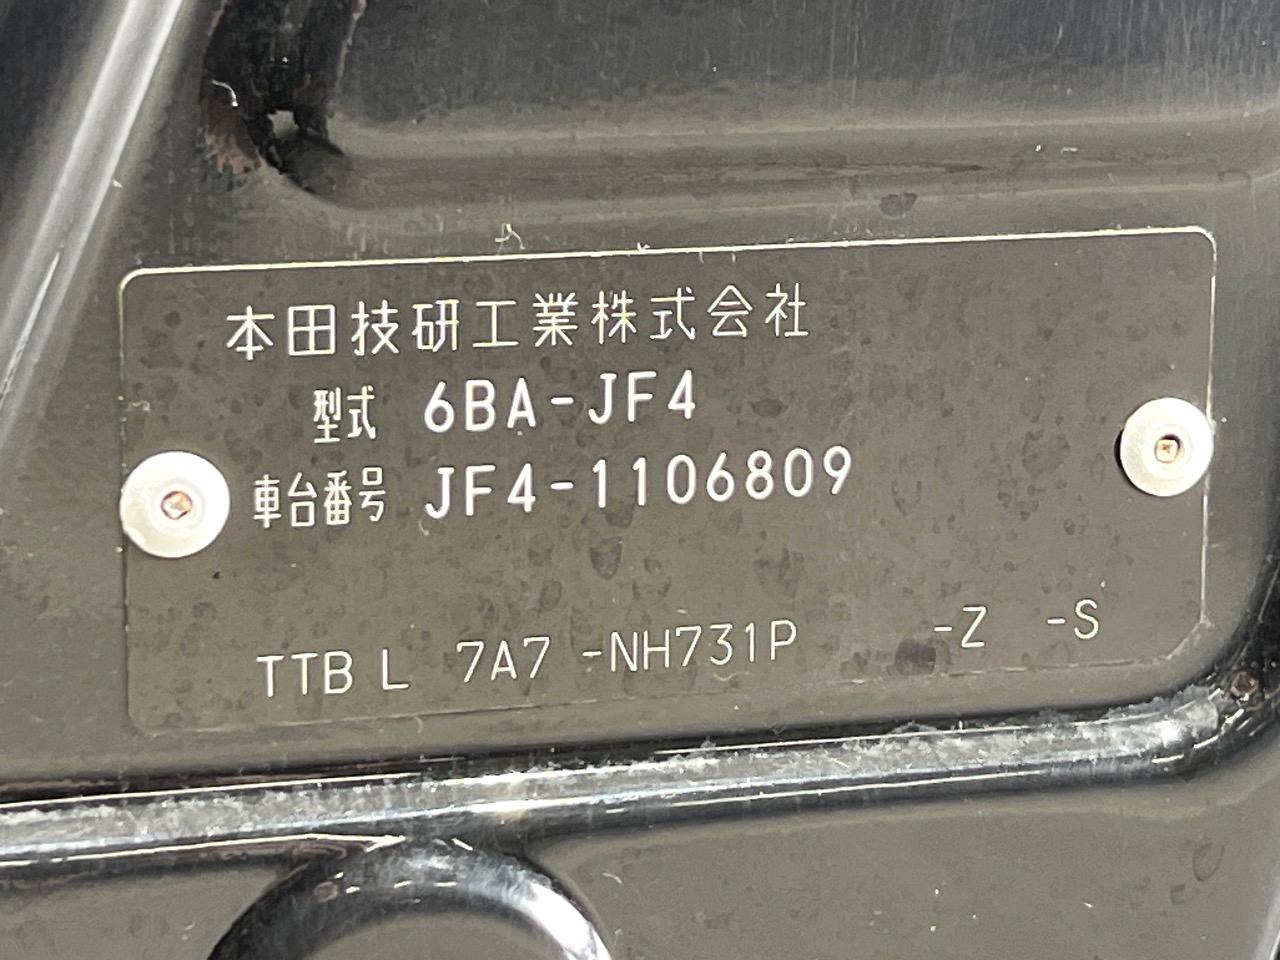 本田技研工業株式会社
型式 6BA-JF4
車台番号 JF4-1106809
TTB L 7A7 -NH731P -Z -S